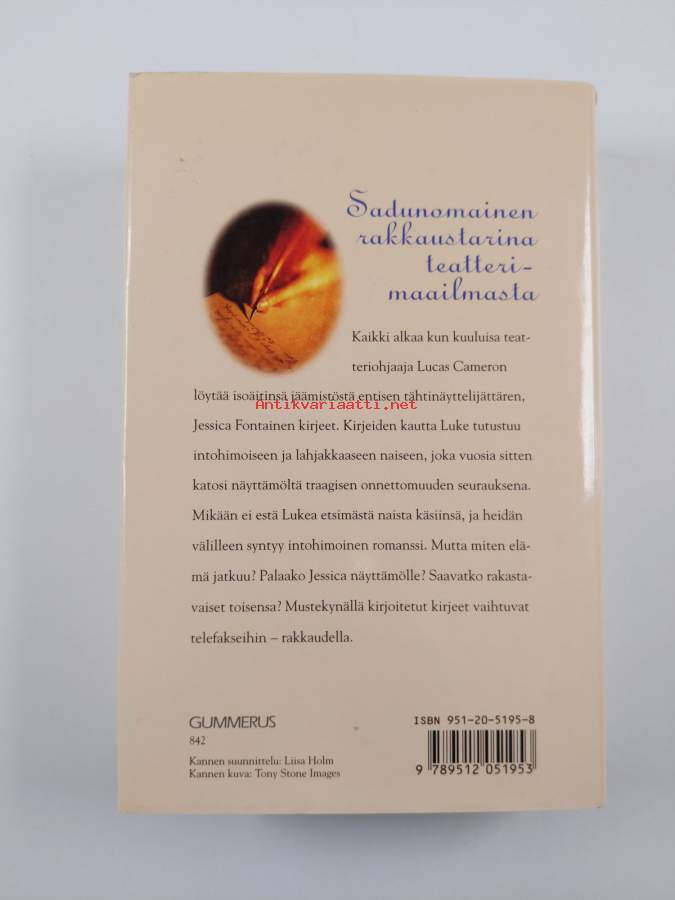 Sadunomainen
rakkaustarina
teatteri-
maailmasta
Kaikki alkaa kun kuuluisa teat-
teriohjaaja Lucas Cameron
löytää isoäitinsä jäämistöstä entisen tähtinäyttelijättären,
Antikvariaatti.net
Jessica Fontainen kirjeet. Kirjeiden kautta Luke tutustuu
intohimoiseen ja lahjakkaaseen naiseen, joka vuosia sitten
katosi näyttämöltä traagisen onnettomuuden seurauksena.
Mikään ei estä Lukea etsimästä naista käsiinsä, ja heidän
välilleen syntyy intohimoinen romanssi. Mutta miten elä-
mä jatkuu? Palaako Jessica näyttämölle? Saavatko rakasta-
vaiset toisensa? Mustekynällä kirjoitetut kirjeet vaihtuvat
telefakseihin – rakkaudella.
GUMMERUS
842
Kannen suunnittelu: Liisa Holm
Kannen kuva: Tony Stone Images
ISBN 951-20-5195-8
9 789512 051953